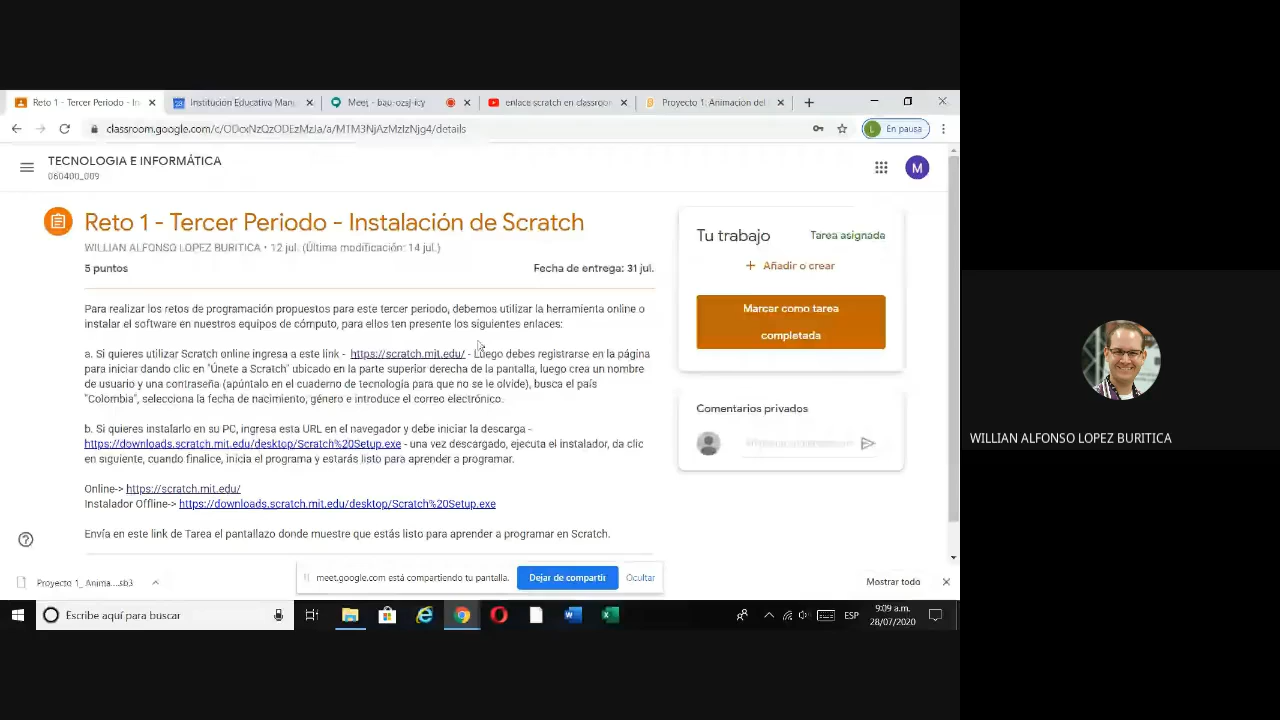 Reto 1 - Tercer Periodo - In
Institución Educativa Man
Meet - bau-ozsj-icy
enlace scratch en classroom
Proyecto 1: Animación del
classroom.google.com/c/
/details
En pausa
TECNOLOGIA E INFORMÁTICA
060400_009
M
Reto 1 - Tercer Periodo - Instalación de Scratch
WILLIAN ALFONSO LOPEZ BURITICA • 12 jul. (Última modificación: 14 jul.)
5 puntos
Fecha de entrega: 31 jul.
Para realizar los retos de programación propuestos para este tercer periodo, debemos utilizar la herramienta online o
instalar el software en nuestros equipos de cómputo, para ellos ten presente los siguientes enlaces:
a. Si quieres utilizar Scratch online ingresa a este link - https://scratch.mit.edu/ - Luego debes registrarse en la página
para iniciar dando clic en "Únete a Scratch" ubicado en la parte superior derecha de la pantalla, luego crea un nombre
de usuario y una contraseña (apúntalo en el cuaderno de tecnología para que no se le olvide), busca el país
"Colombia", selecciona la fecha de nacimiento, género e introduce el correo electrónico.
b. Si quieres instalarlo en su PC, ingresa esta URL en el navegador y debe iniciar la descarga -
https://downloads.scratch.mit.edu/desktop/Scratch%20Setup.exe - una vez descargado, ejecuta el instalador, da clic
en siguiente, cuando finalice, inicia el programa y estarás listo para aprender a programar.
Online-> https://scratch.mit.edu/
Instalador Offline-> https://downloads.scratch.mit.edu/desktop/Scratch%20Setup.exe
Envía en este link de Tarea el pantallazo donde muestre que estás listo para aprender a programar en Scratch.
Tu trabajo
Tarea asignada
+ Añadir o crear
Marcar como tarea
completada
Comentarios privados
meet.google.com está compartiendo tu pantalla.
Dejar de compartir
Ocultar
Proyecto 1_ Anima....sb3
Mostrar todo
Escribe aquí para buscar
ESP
9:09 a.m.
28/07/2020
WILLIAN ALFONSO LOPEZ BURITICA